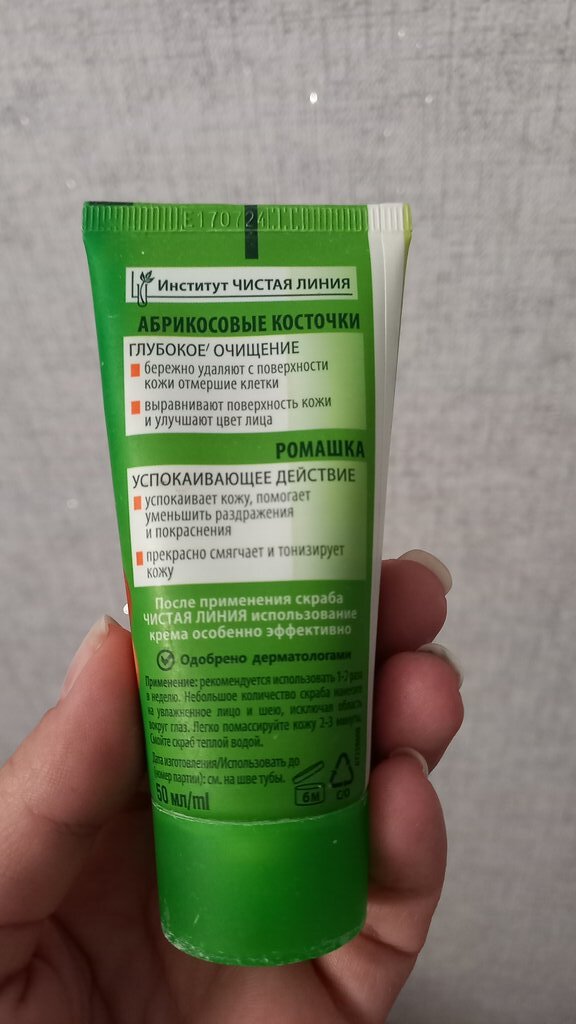 E170724
Институт ЧИСТАЯ ЛИНИЯ
АБРИКОСОВЫЕ КОСТОЧКИ
ГЛУБОКОЕ ОЧИЩЕНИЕ
бережно удаляют с поверхности
кожи отмершие клетки
выравнивают поверхность кожи
и улучшают цвет лица
РОМАШКА
УСПОКАИВАЮЩЕЕ ДЕЙСТВИЕ
успокаивает кожу, помогает
уменьшить раздражения
и покраснения
прекрасно смягчает и тонизирует
кожу
После применения скраба
ЧИСТАЯ ЛИНИЯ использование
крема особенно эффективно
Одобрено дерматологами
Применение: рекомендуется использовать 1-2 раза
в неделю. Небольшое количество скраба нанесите
на увлажненное лицо и шею, исключая область
вокруг глаз. Легко помассируйте кожу 2-3 минуты.
Смойте скраб теплой водой.
Дата изготовления/Использовать до
(номер партии): см. на шве тубы.
50 мл/ml
6м
C/O